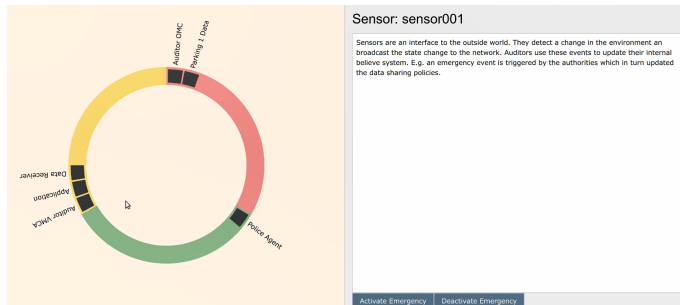 Auditor OMC
Parking 1 Data
Data Receiver
Application
Auditor VMCA
Police Agent
Sensor: sensor001
Sensors are an interface to the outside world. They detect a change in the environment an
broadcast the state change to the network. Auditors use these events to update their internal
believe system. E.g. an emergency event is triggered by the authorities which in turn updated
the data sharing policies.
Activate Emergency
Deactivate Emergency